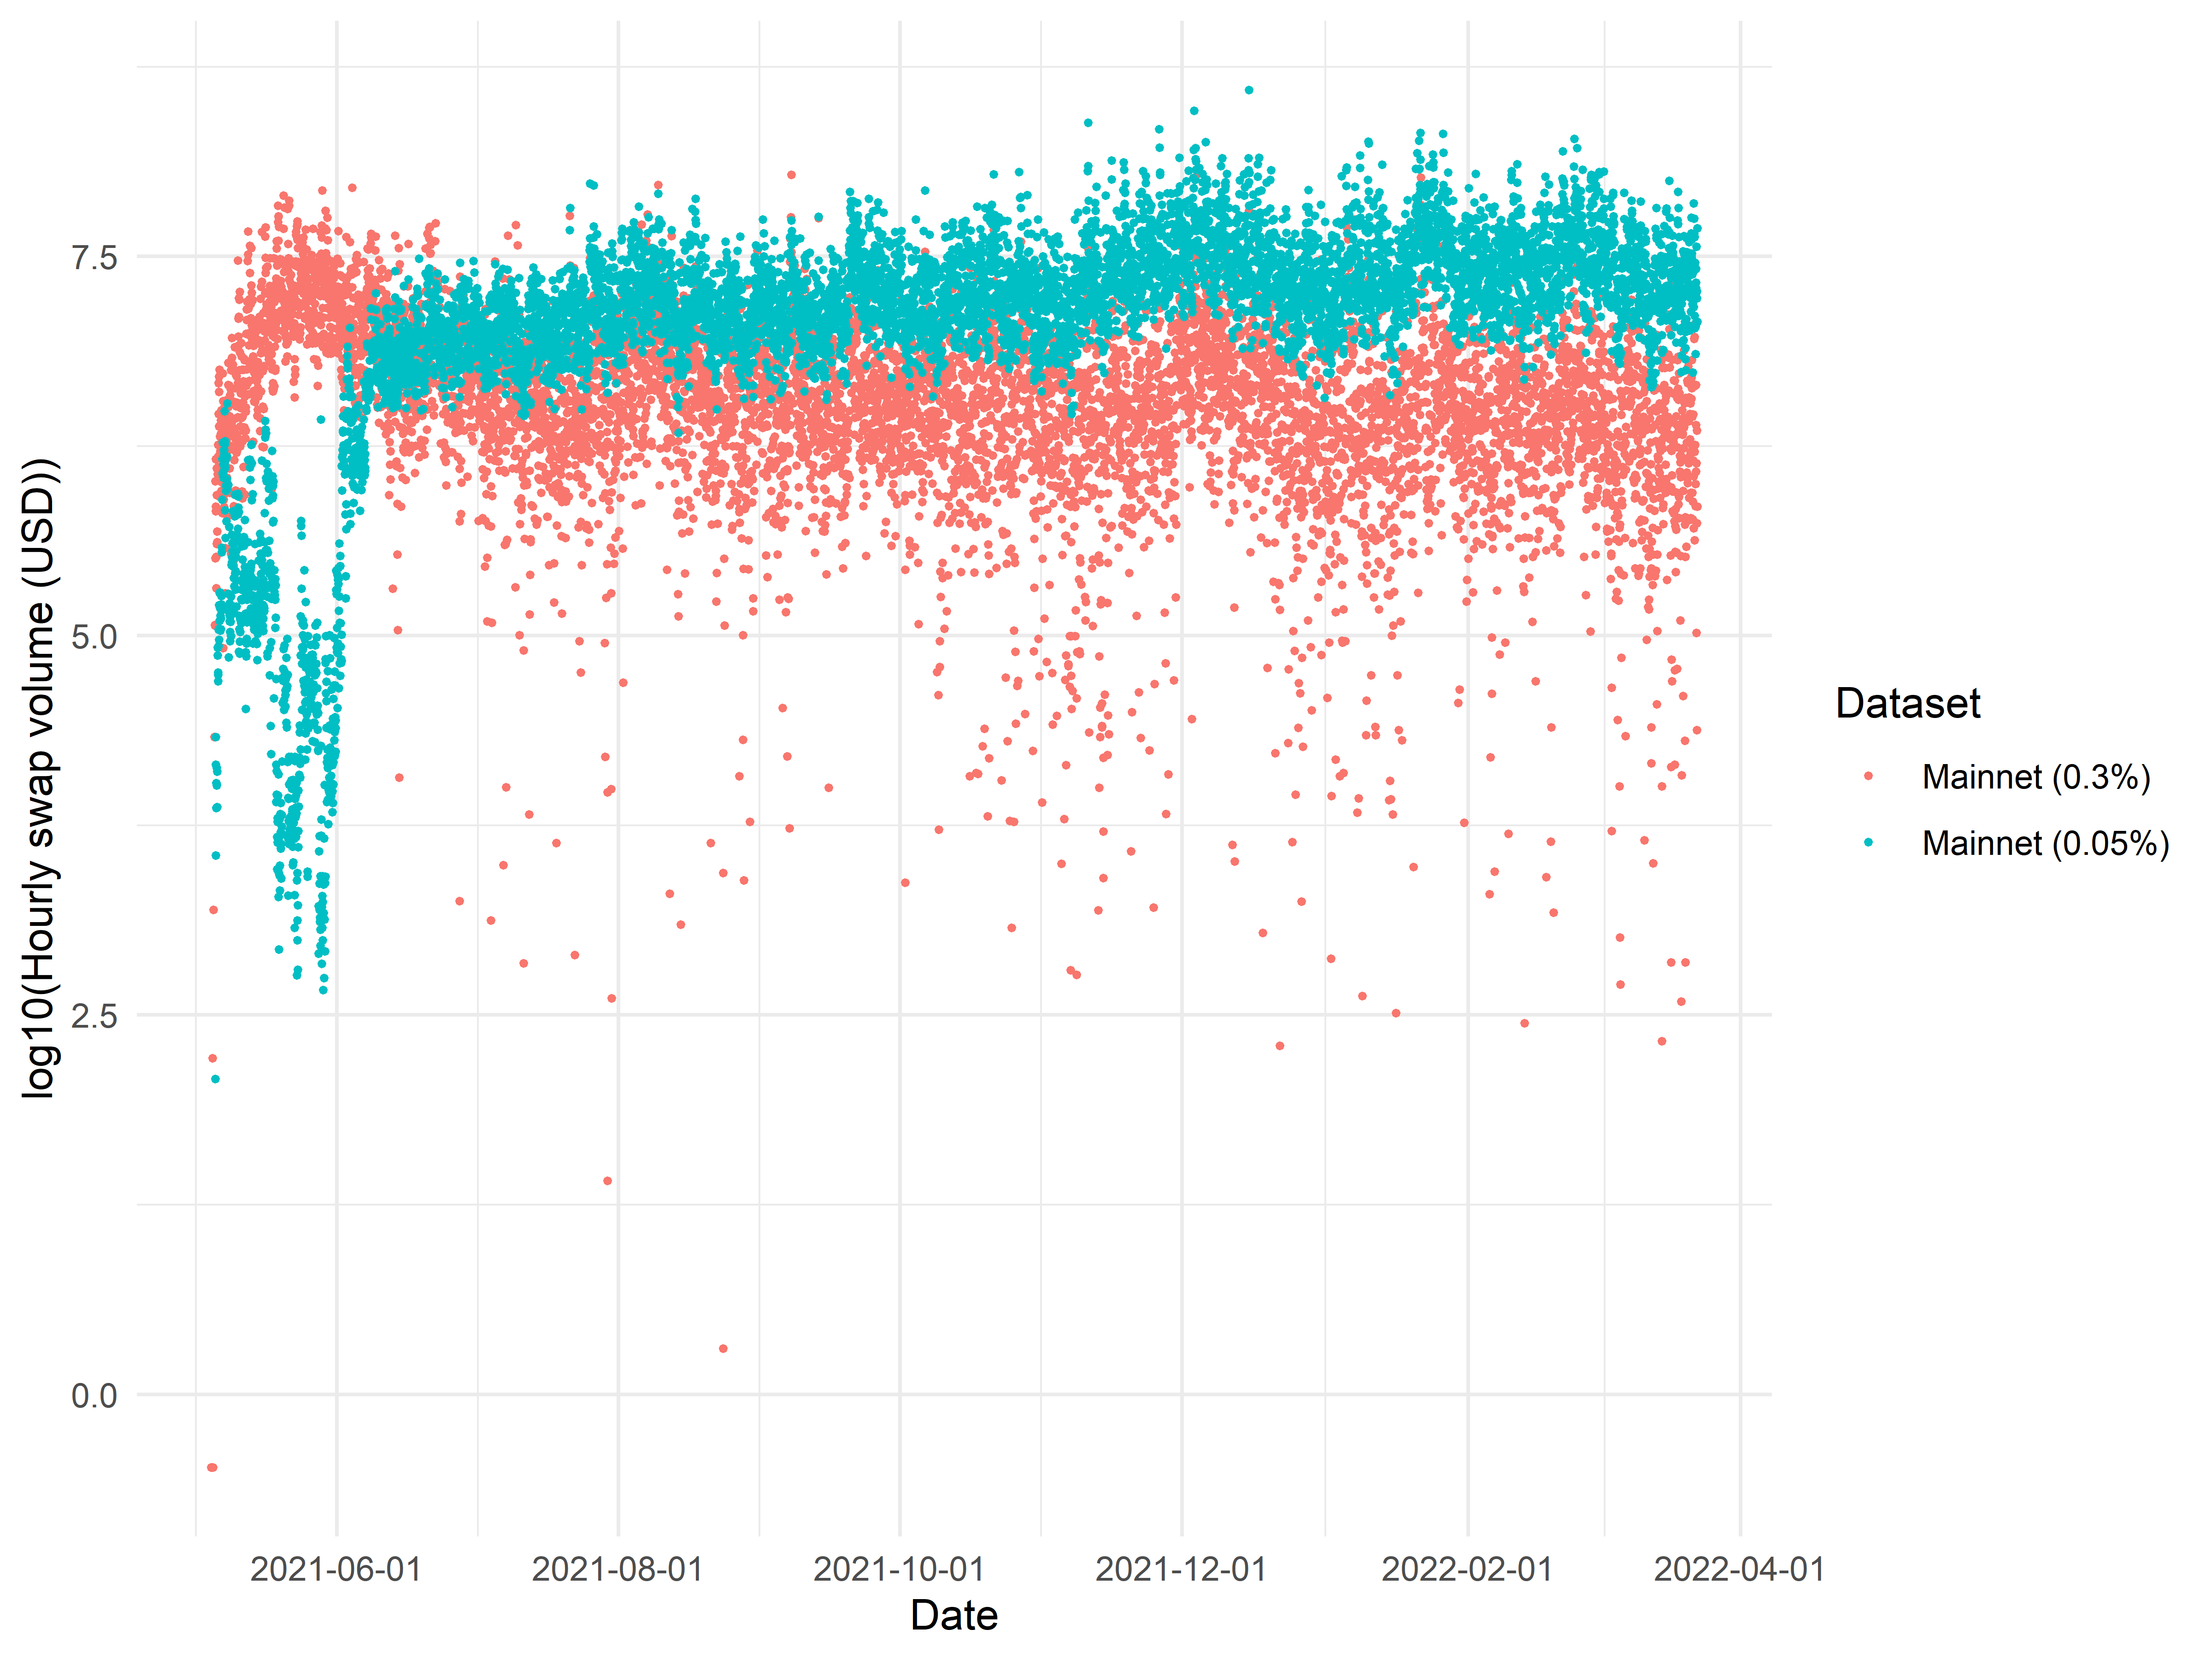 log10(Hourly swap volume (USD))
7.5
5.0
2.5
0.0
2021-06-01
2021-08-01
2021-10-01
2021-12-01
2022-02-01
2022-04-01
Date
Dataset
Mainnet (0.3%)
Mainnet (0.05%)